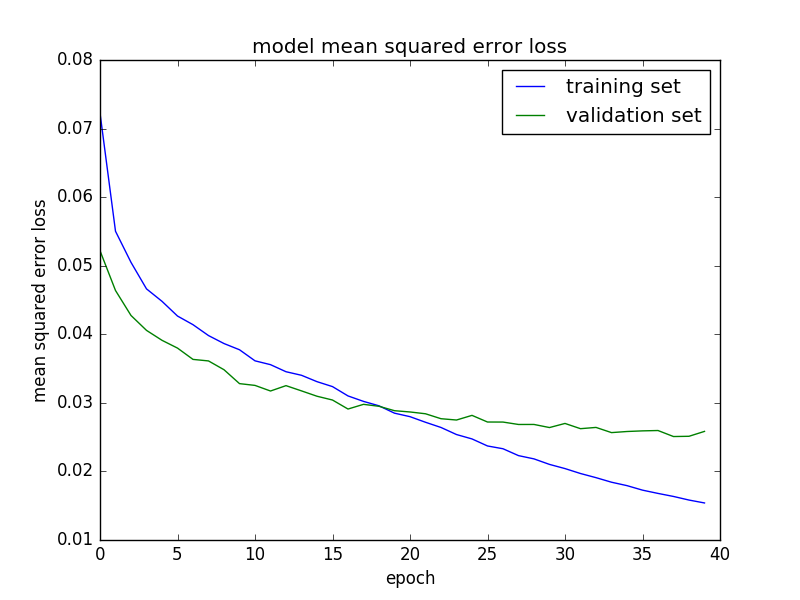 model mean squared error loss
training set
validation set
0.08
0.07
0.06
0.05
0.04
0.03
0.02
0.01
mean squared error loss
0 5 10 15 20 25 30 35 40
epoch